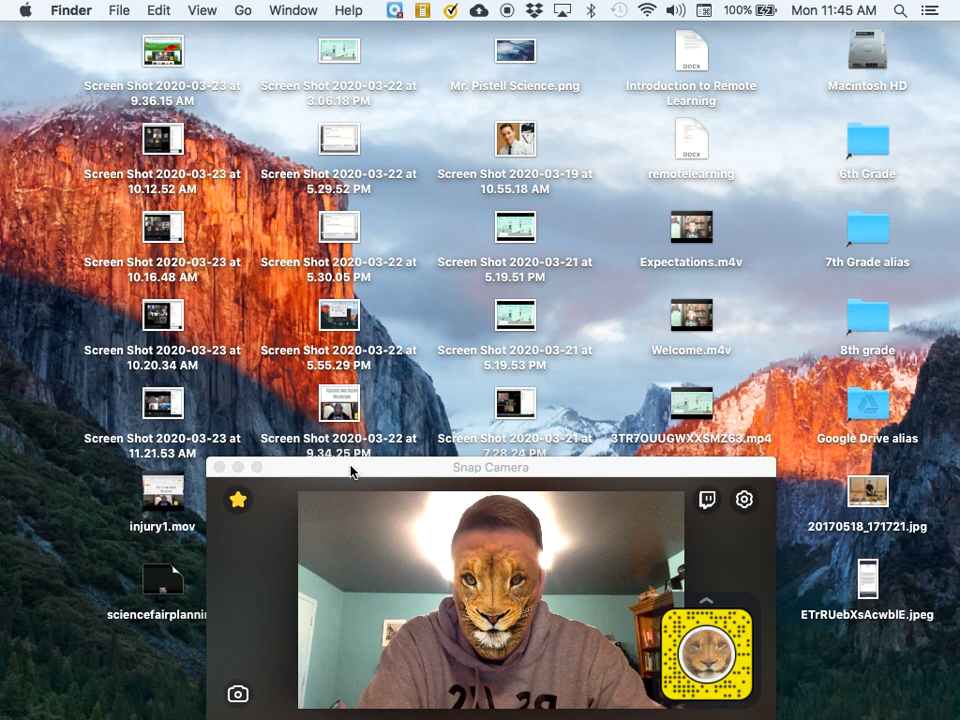 Finder File Edit View Go Window Help 100% Mon 11:45 AM
Screen Shot 2020-03-23 at
9.36.15 AM
Screen Shot 2020-03-22 at
3.06.18 PM
Mr. Pistell Science.png
DOCX
Introduction to Remote
Learning
Macintosh HD
Screen Shot 2020-03-23 at
10.12.52 AM
Screen Shot 2020-03-22 at
5.29.52 PM
Screen Shot 2020-03-19 at
10.55.18 AM
DOCX
remotelearning
6th Grade
Screen Shot 2020-03-23 at
10.16.48 AM
Screen Shot 2020-03-22 at
5.30.05 PM
Screen Shot 2020-03-21 at
5.19.51 PM
Expectations.m4v
7th Grade alias
Screen Shot 2020-03-23 at
10.20.34 AM
Screen Shot 2020-03-22 at
5.55.29 PM
Screen Shot 2020-03-21 at
5.19.53 PM
Welcome.m4v
8th grade
Screen Shot 2020-03-23 at
11.21.53 AM
Screen Shot 2020-03-22 at
9.34.25 PM
Screen Shot 2020-03-21 at
7.28.24 PM
3TR7OUUGWXXSMZ63.mp4
Google Drive alias
Snap Camera
injury1.mov
20170518_171721.jpg
sciencefairplannin
ETrRUebXsAcwblE.jpeg